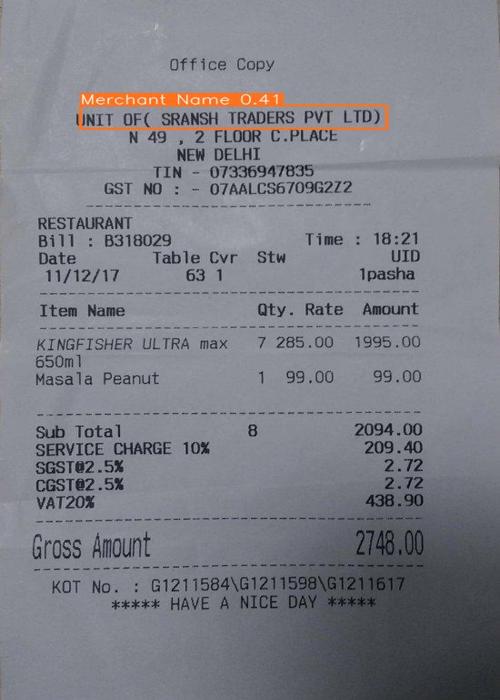 Office Copy
Merchant Name 0.41
UNIT OF( SRANSH TRADERS PVT LTD)
N 49 , 2 FLOOR C.PLACE
NEW DELHI
TIN - 07336947835
GST NO : - 07AALCS6709G2Z2
RESTAURANT
Bill : B318029 Time : 18:21
Date Table Cvr Stw UID
11/12/17 63 1 1pasha
Item Name Qty. Rate Amount
KINGFISHER ULTRA max 7 285.00 1995.00
650ml
Masala Peanut 1 99.00 99.00
Sub Total 8 2094.00
SERVICE CHARGE 10% 209.40
SGST@2.5% 2.72
CGST@2.5% 2.72
VAT20% 438.90
Gross Amount 2748.00
KOT No. : G1211584\G1211598\G1211617
***** HAVE A NICE DAY *****